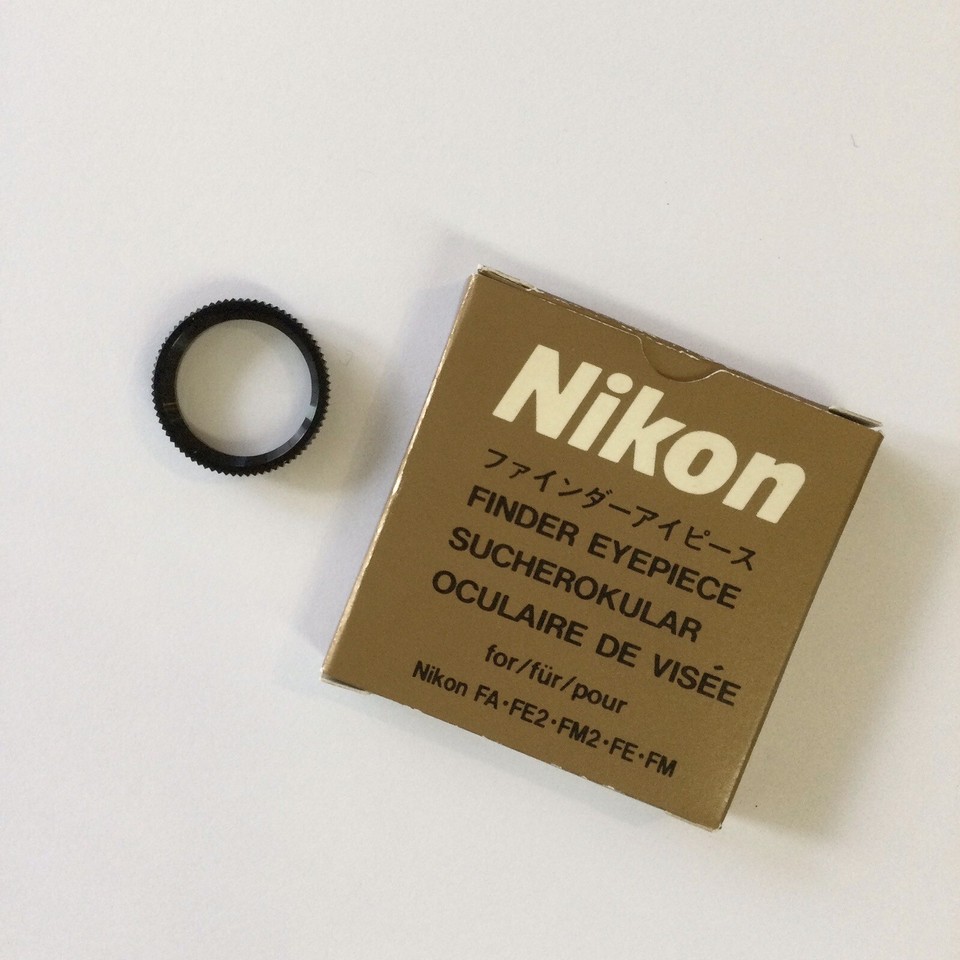 Nikon
ファインダーアイピース
FINDER EYEPIECE
SUCHEROKULAR
OCULAIRE DE VISÉE
for/für/pour
Nikon FA·FE2·FM2·FE·FM